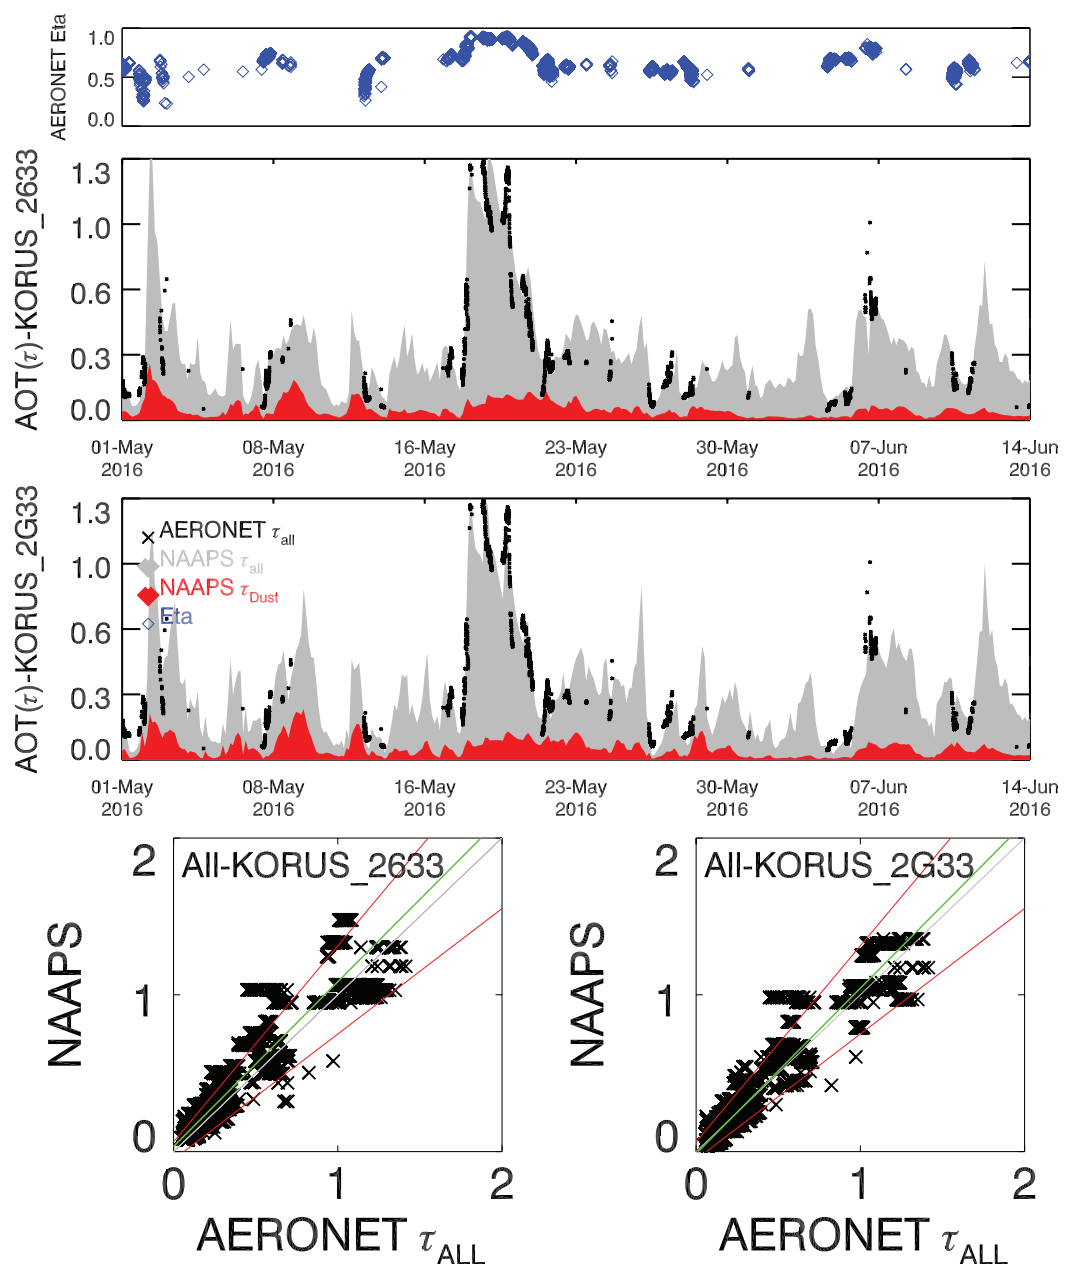 AERONET Eta
1.0
0.5
0.0
AOT(τ)-KORUS_2633
1.3
1.0
0.6
0.3
0.0
01-May 08-May 16-May 23-May 30-May 07-Jun 14-Jun
2016 2016 2016 2016 2016 2016 2016
AOT(τ)-KORUS_2G33
1.3
1.0
0.6
0.3
0.0
AERONET τall
NAAPS τall
NAAPS τDust
Eta
01-May 08-May 16-May 23-May 30-May 07-Jun 14-Jun
2016 2016 2016 2016 2016 2016 2016
All-KORUS_2633
NAAPS
2
1
0
0 1 2
AERONET τALL
All-KORUS_2G33
NAAPS
2
1
0
0 1 2
AERONET τALL